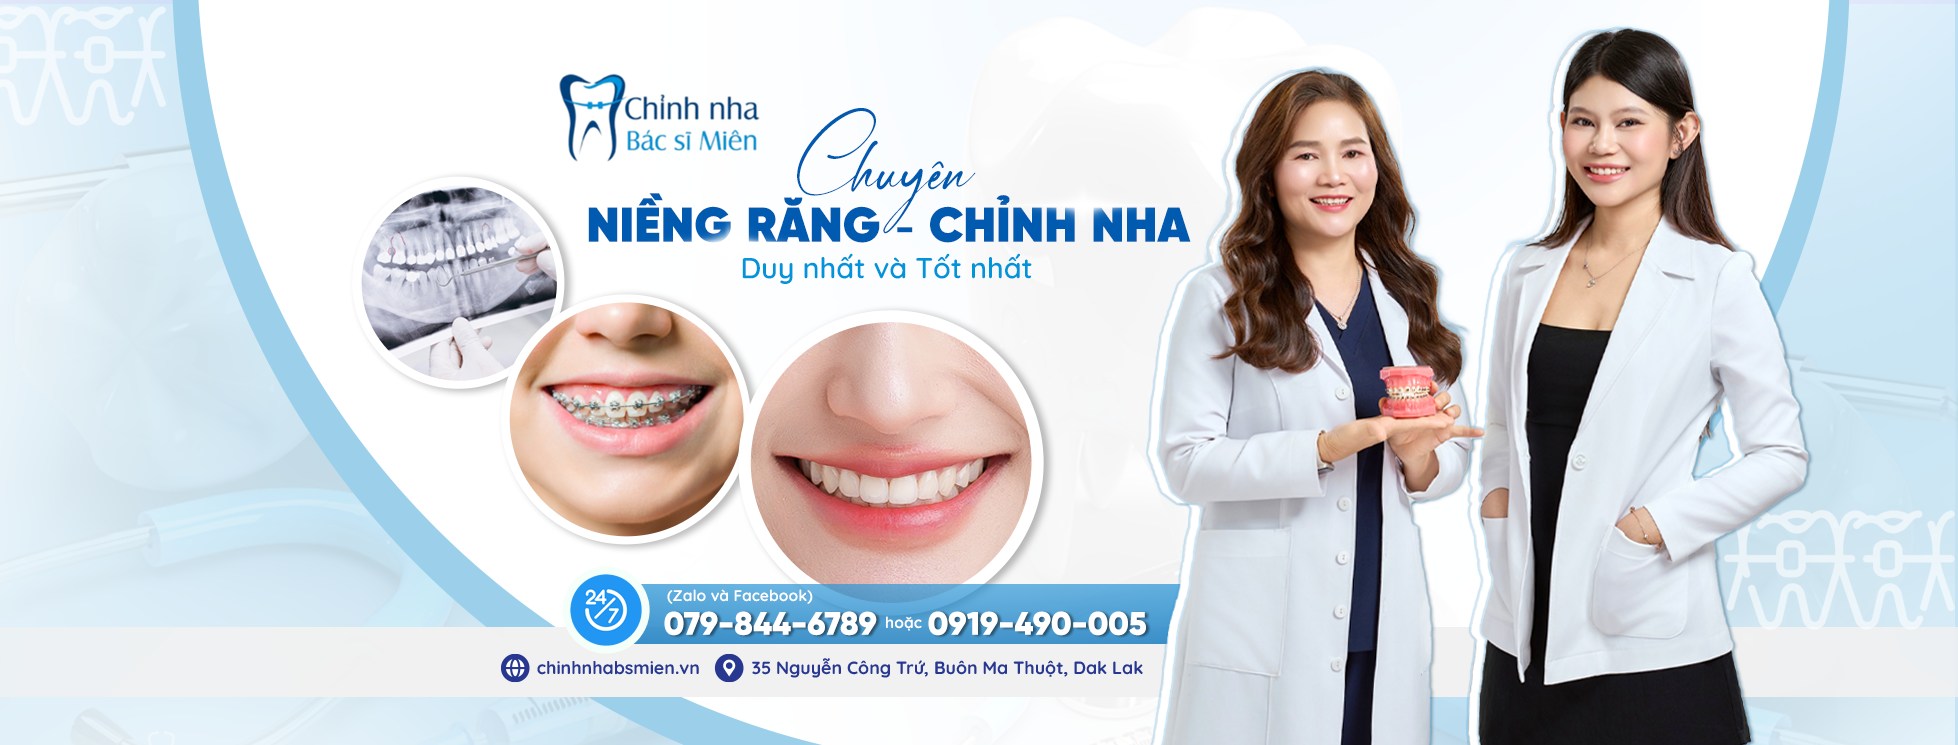 Chỉnh nha
Bác sĩ Miên
Chuyên
NIỀNG RĂNG - CHỈNH NHA
Duy nhất và Tốt nhất
24/7
(Zalo và Facebook)
079-844-6789 hoặc 0919-490-005
chinhnhabsmien.vn 35 Nguyễn Công Trứ, Buôn Ma Thuột, Dak Lak